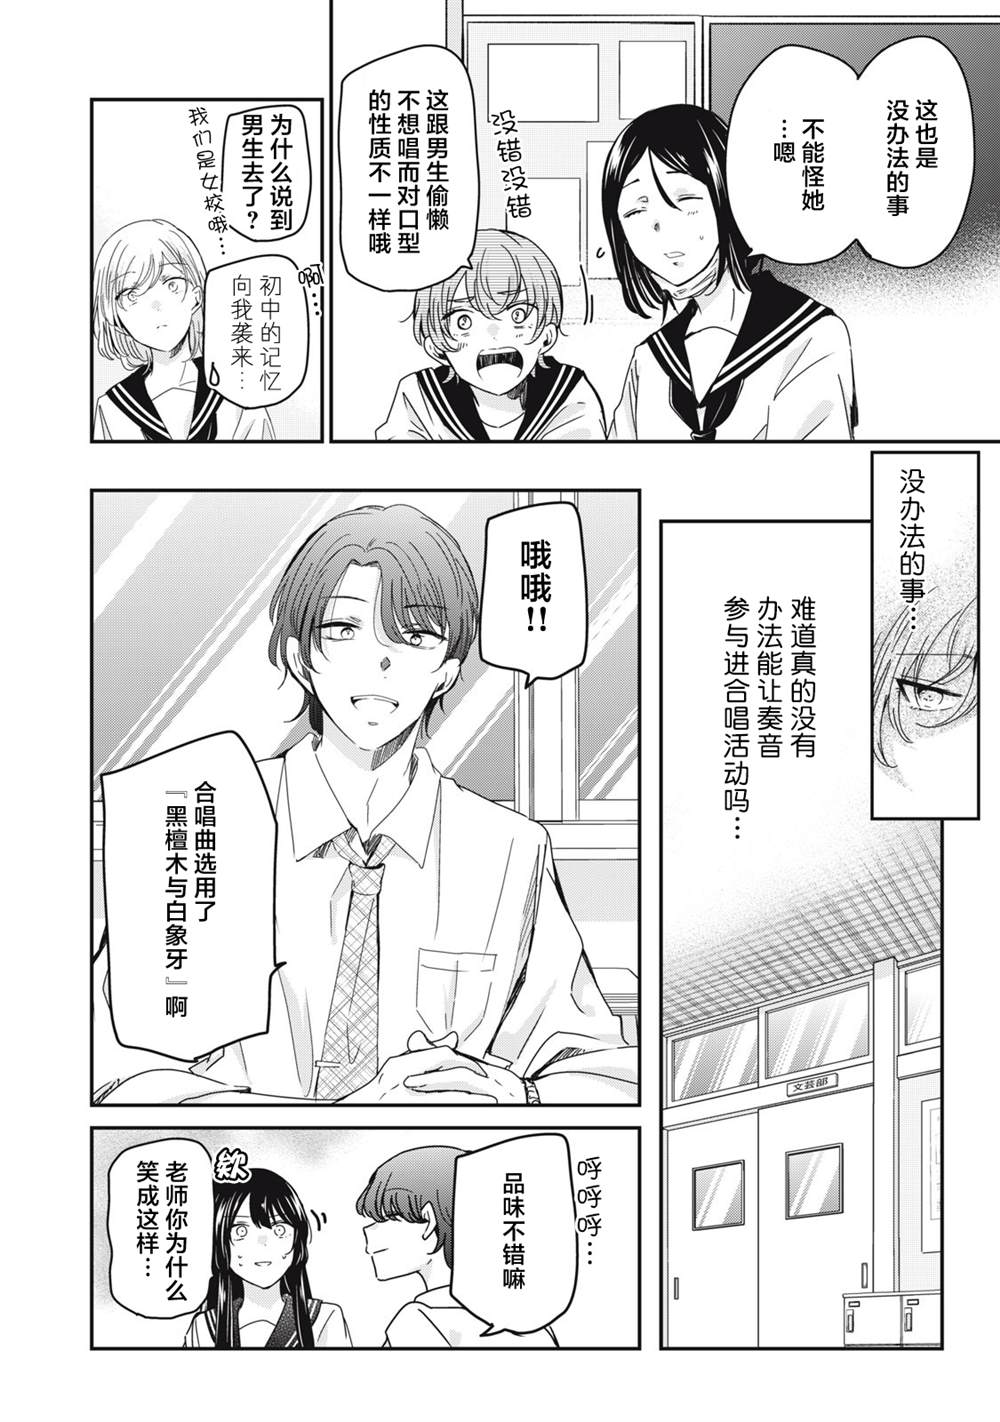 这也是
没办法的事
不能怪她
…嗯
这跟男生偷懒
不想唱而对口型
的性质不一样哦
没错没错
为什么说到
男生去了？
我们是女校哦…
啊…
初中的记忆
向我袭来…
没办法的事…
难道真的没有
办法能让奏音
参与进合唱活动吗…
文芸部
哦
哦!!
合唱曲选用了
『黑檀木与白象牙』啊
呼呼呼…
品味不错嘛
欸
老师你为什么
笑成这样…